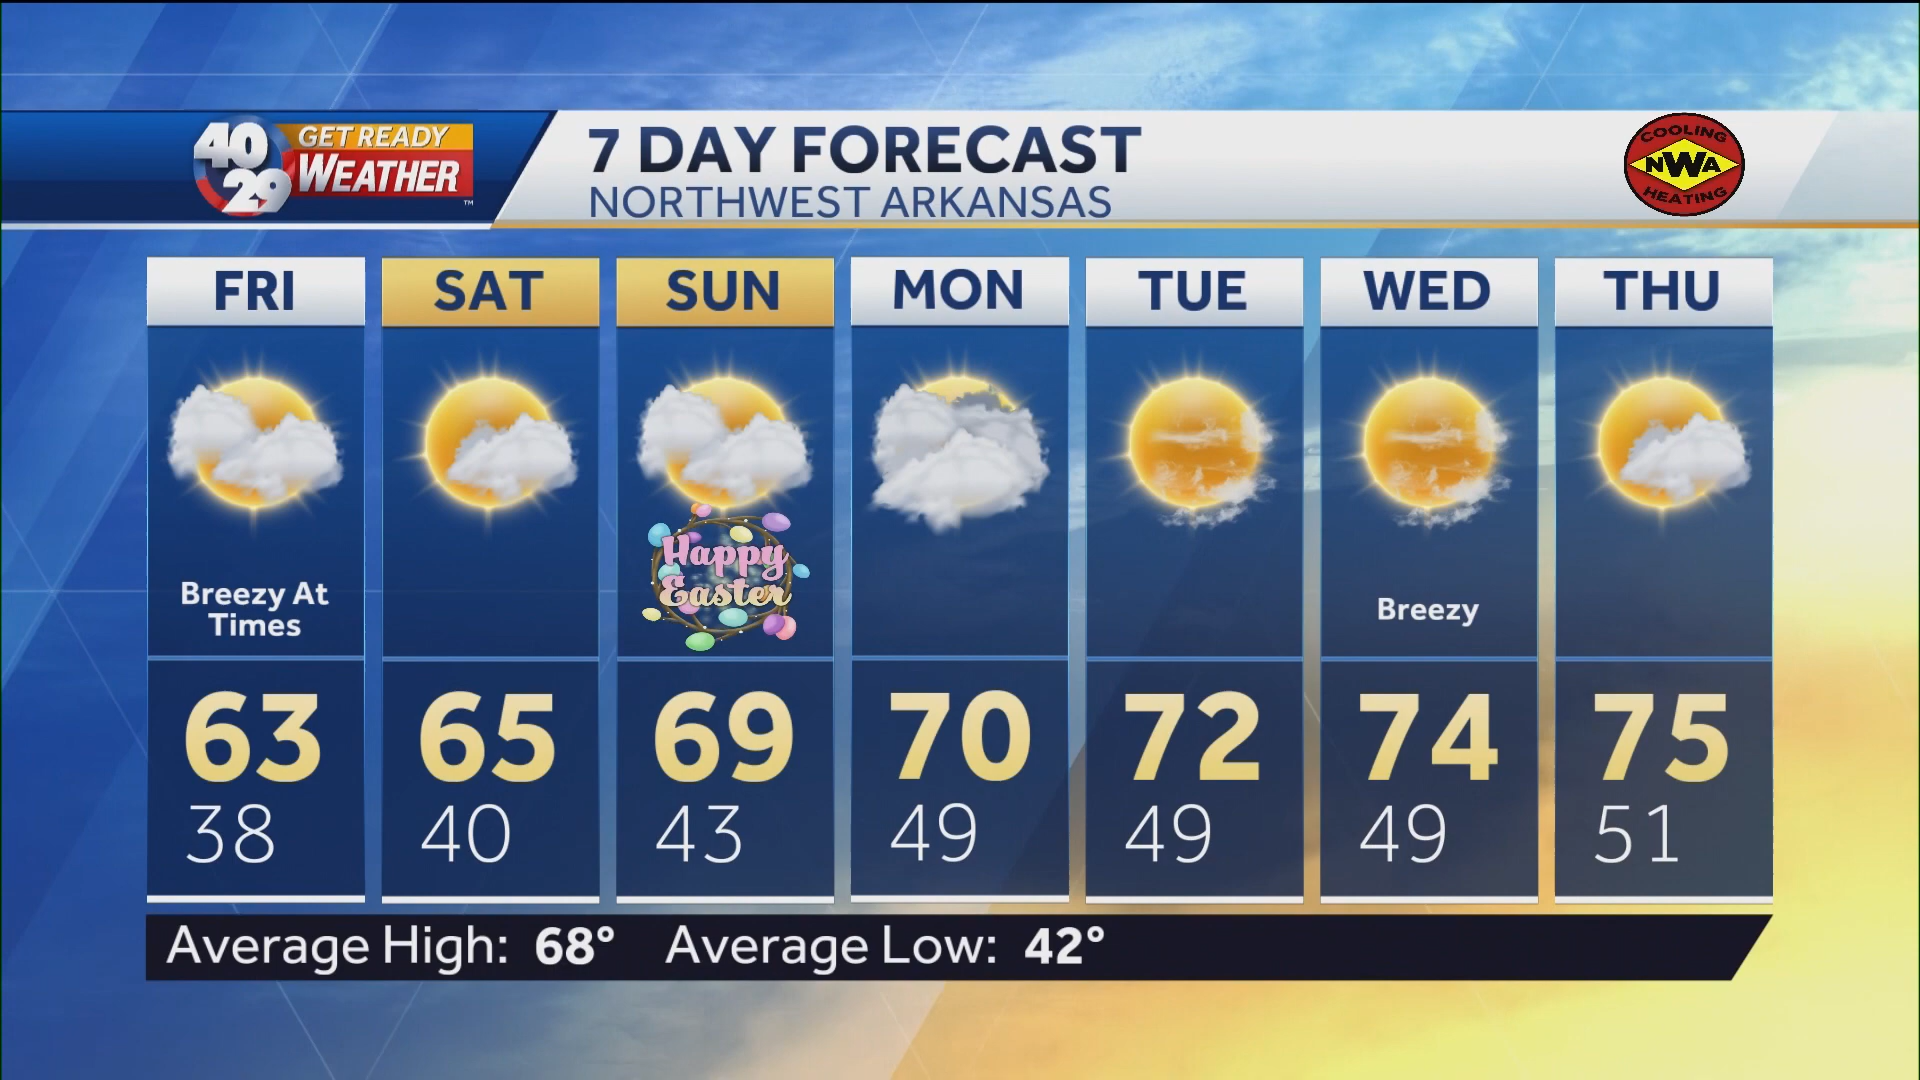 40
29
GET READY
WEATHER
™
7 DAY FORECAST
NORTHWEST ARKANSAS
COOLING
NWA
HEATING
FRI
SAT
SUN
MON
TUE
WED
THU
Breezy At
Times
Happy
Easter
Breezy
63
65
69
70
72
74
75
38
40
43
49
49
49
51
Average High: 68° Average Low: 42°